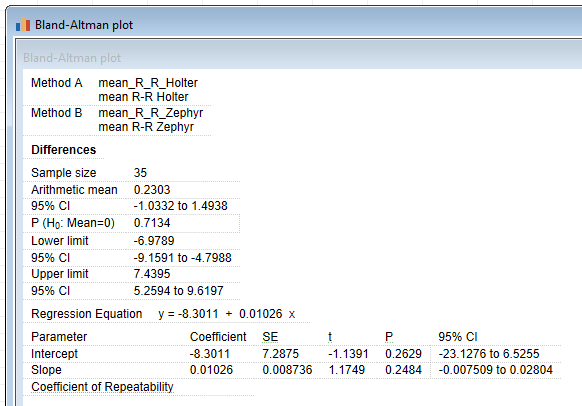 Bland-Altman plot
Bland-Altman plot
Method A mean_R_R_Holter
mean R-R Holter
Method B mean_R_R_Zephyr
mean R-R Zephyr
Differences
Sample size 35
Arithmetic mean 0.2303
95% CI -1.0332 to 1.4938
P (H₀: Mean=0) 0.7134
Lower limit -6.9789
95% CI -9.1591 to -4.7988
Upper limit 7.4395
95% CI 5.2594 to 9.6197
Regression Equation y = -8.3011 + 0.01026 x
Parameter Coefficient SE t P 95% CI
Intercept -8.3011 7.2875 -1.1391 0.2629 -23.1276 to 6.5255
Slope 0.01026 0.008736 1.1749 0.2484 -0.007509 to 0.02804
Coefficient of Repeatability